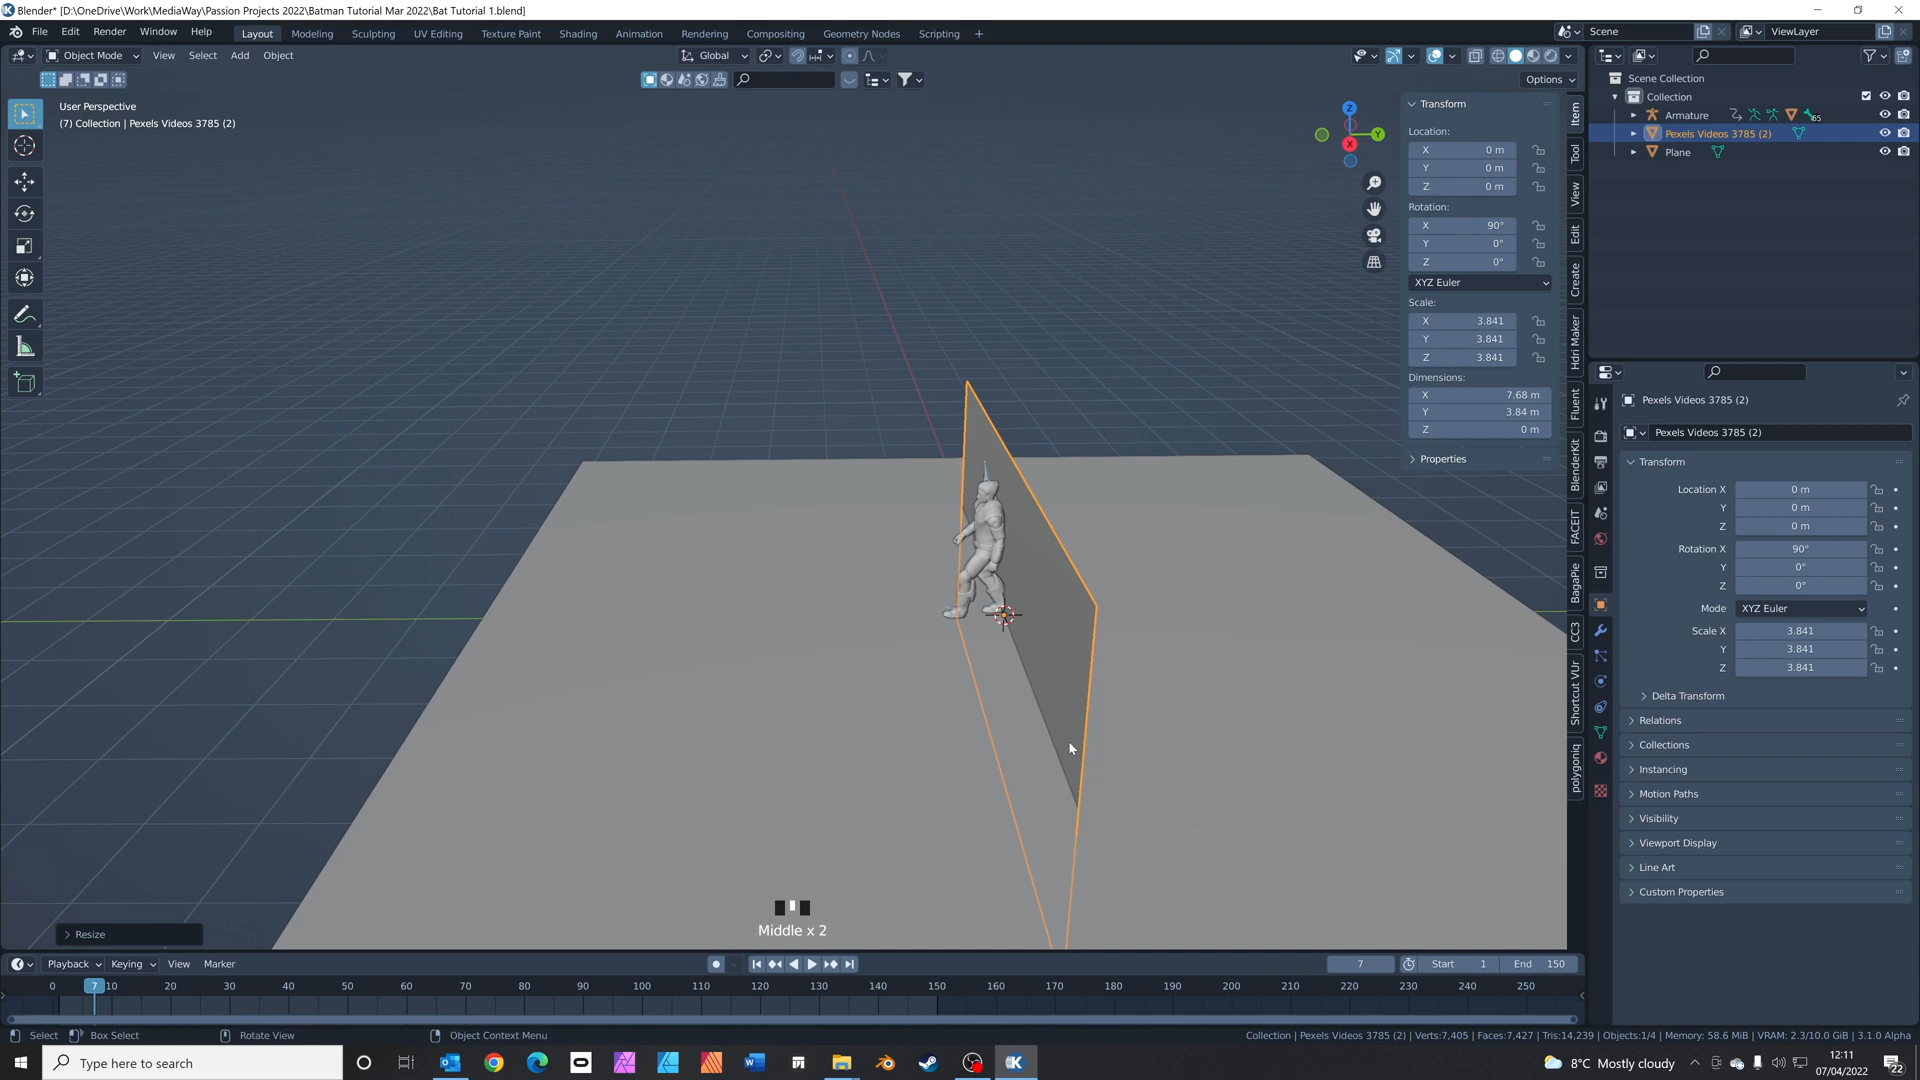 Blender* [D:\OneDrive\Work\MediaWay\Passion Projects 2022\Batman Tutorial Mar 2022\Bat Tutorial 1.blend]
File Edit Render Window Help Layout Modeling Sculpting UV Editing Texture Paint Shading Animation Rendering Compositing Geometry Nodes Scripting + Scene ViewLayer
Object Mode View Select Add Object Global
Options
User Perspective
(7) Collection | Pexels Videos 3785 (2)
Z
Y
X
Transform
Location:
X 0 m
Y 0 m
Z 0 m
Rotation:
X 90°
Y 0°
Z 0°
XYZ Euler
Scale:
X 3.841
Y 3.841
Z 3.841
Dimensions:
X 7.68 m
Y 3.84 m
Z 0 m
Properties
Item
Tool
View
Edit
Create
Hdri Maker
Fluent
BlenderKit
FACEIT
BagaPie
CC3
Shortcut VUr
polygoniq
Scene Collection
Collection
Armature 65
Pexels Videos 3785 (2)
Plane
Pexels Videos 3785 (2)
Pexels Videos 3785 (2)
Transform
Location X 0 m
Y 0 m
Z 0 m
Rotation X 90°
Y 0°
Z 0°
Mode XYZ Euler
Scale X 3.841
Y 3.841
Z 3.841
Delta Transform
Relations
Collections
Instancing
Motion Paths
Visibility
Viewport Display
Line Art
Custom Properties
Middle x 2
Resize
Playback Keying View Marker 7 Start 1 End 150
0 7 10 20 30 40 50 60 70 80 90 100 110 120 130 140 150 160 170 180 190 200 210 220 230 240 250
Select Box Select Rotate View Object Context Menu Collection | Pexels Videos 3785 (2) | Verts:7,405 | Faces:7,427 | Tris:14,239 | Objects:1/4 | Memory: 58.6 MiB | VRAM: 2.3/10.0 GiB | 3.1.0 Alpha
Type here to search 8°C Mostly cloudy 12:11
07/04/2022 22